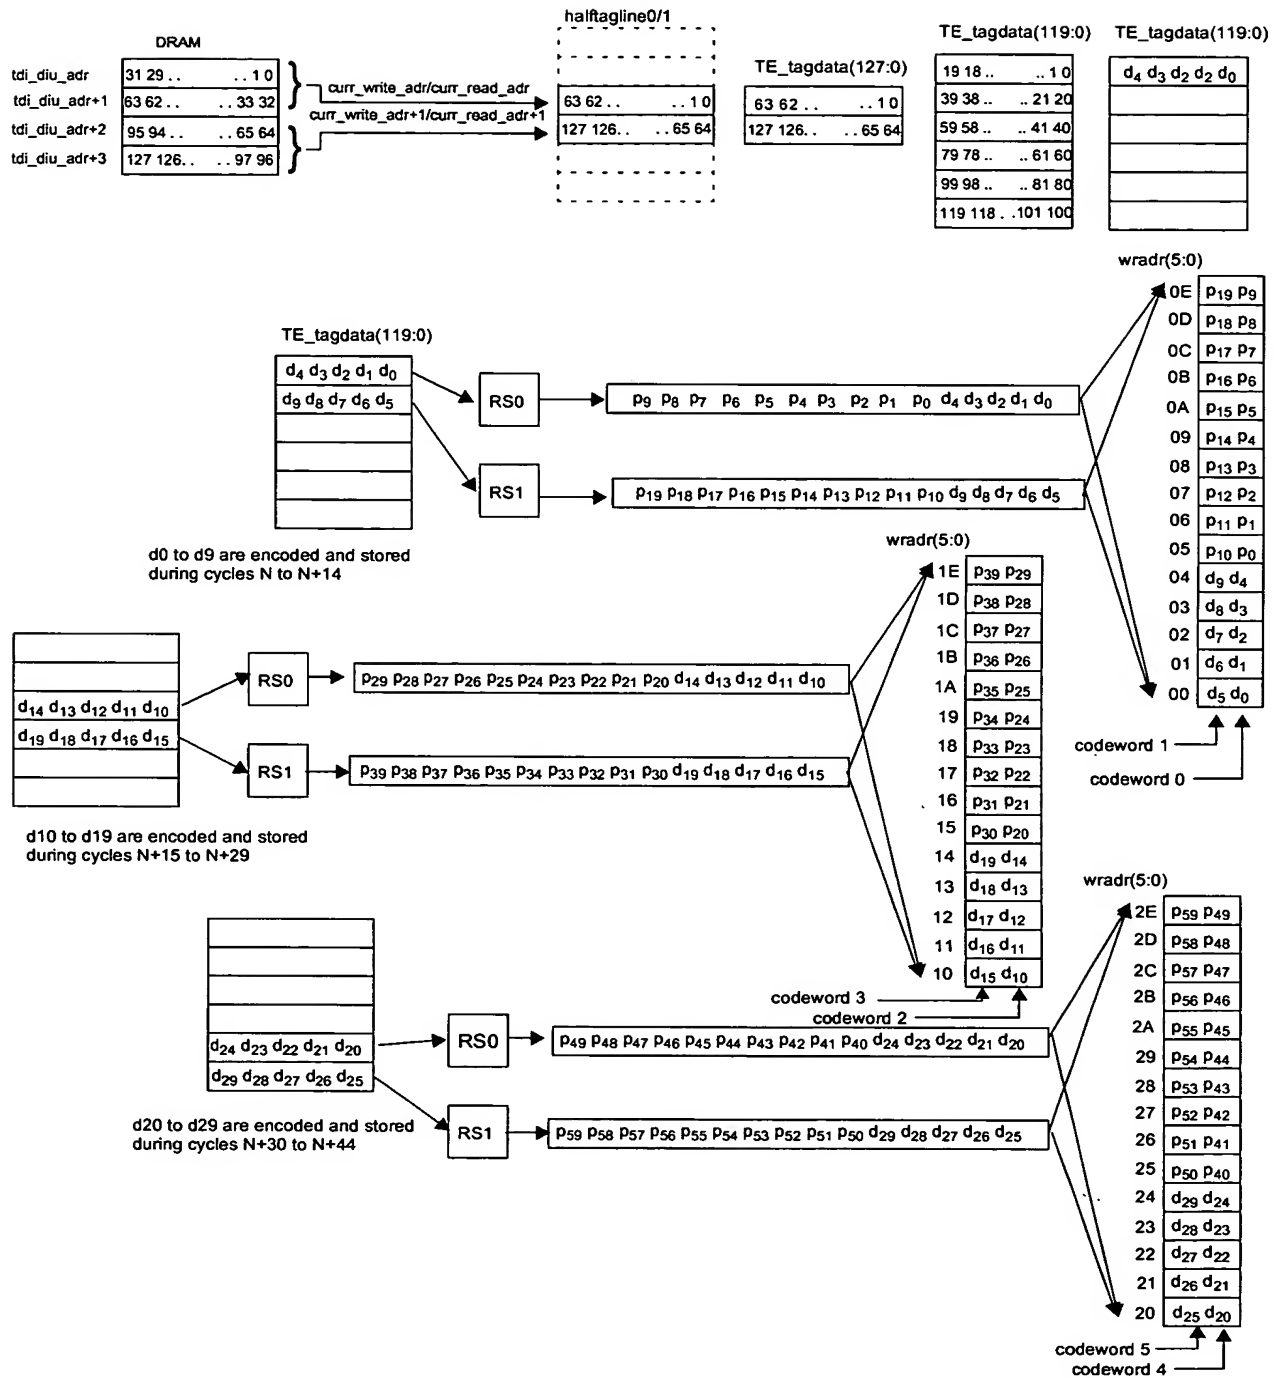 halftagline0/1
DRAM
TE_tagdata(119:0)
TE_tagdata(119:0)
TE_tagdata(127:0)
tdi_diu_adr
31 29 . . . . 1 0
tdi_diu_adr+1
63 62 . . . . 33 32
tdi_diu_adr+2
95 94 . . . . 65 64
tdi_diu_adr+3
127 126. . . . 97 96
curr_write_adr/curr_read_adr
curr_write_adr+1/curr_read_adr+1
63 62 . . . . 1 0
127 126. . . . 65 64
63 62 . . . . 1 0
127 126. . . . 65 64
19 18 . . . . 1 0
39 38 . . . . 21 20
59 58 . . . . 41 40
79 78 . . . . 61 60
99 98 . . . . 81 80
119 118 . . 101 100
d4 d3 d2 d2 d0
wradr(5:0)
0E p19 p9
0D p18 p8
0C p17 p7
0B p16 p6
0A p15 p5
09 p14 p4
08 p13 p3
07 p12 p2
06 p11 p1
05 p10 p0
04 d9 d4
03 d8 d3
02 d7 d2
01 d6 d1
00 d5 d0
codeword 1
codeword 0
TE_tagdata(119:0)
d4 d3 d2 d1 d0
d9 d8 d7 d6 d5
RS0
p9 p8 p7 p6 p5 p4 p3 p2 p1 p0 d4 d3 d2 d1 d0
RS1
p19 p18 p17 p16 p15 p14 p13 p12 p11 p10 d9 d8 d7 d6 d5
d0 to d9 are encoded and stored
during cycles N to N+14
wradr(5:0)
1E p39 p29
1D p38 p28
1C p37 p27
1B p36 p26
1A p35 p25
19 p34 p24
18 p33 p23
17 p32 p22
16 p31 p21
15 p30 p20
14 d19 d14
13 d18 d13
12 d17 d12
11 d16 d11
10 d15 d10
codeword 3
codeword 2
d14 d13 d12 d11 d10
d19 d18 d17 d16 d15
RS0
p29 p28 p27 p26 p25 p24 p23 p22 p21 p20 d14 d13 d12 d11 d10
RS1
p39 p38 p37 p36 p35 p34 p33 p32 p31 p30 d19 d18 d17 d16 d15
d10 to d19 are encoded and stored
during cycles N+15 to N+29
wradr(5:0)
2E p59 p49
2D p58 p48
2C p57 p47
2B p56 p46
2A p55 p45
29 p54 p44
28 p53 p43
27 p52 p42
26 p51 p41
25 p50 p40
24 d29 d24
23 d28 d23
22 d27 d22
21 d26 d21
20 d25 d20
codeword 5
codeword 4
d24 d23 d22 d21 d20
d29 d28 d27 d26 d25
RS0
p49 p48 p47 p46 p45 p44 p43 p42 p41 p40 d24 d23 d22 d21 d20
RS1
p59 p58 p57 p56 p55 p54 p53 p52 p51 p50 d29 d28 d27 d26 d25
d20 to d29 are encoded and stored
during cycles N+30 to N+44